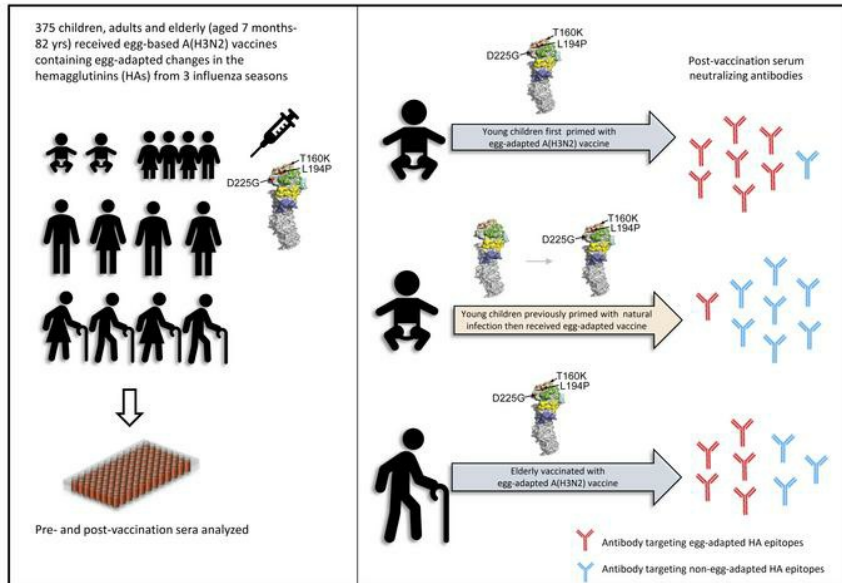 375 children, adults and elderly (aged 7 months-
82 yrs) received egg-based A(H3N2) vaccines
containing egg-adapted changes in the
hemagglutinins (HAs) from 3 influenza seasons
T160K
L194P
D225G
Pre- and post-vaccination sera analyzed
T160K
L194P
D225G
Post-vaccination serum
neutralizing antibodies
Young children first primed with
egg-adapted A(H3N2) vaccine
T160K
L194P
D225G
Young children previously primed with natural
infection then received egg-adapted vaccine
T160K
L194P
D225G
Elderly vaccinated with
egg-adapted A(H3N2) vaccine
Antibody targeting egg-adapted HA epitopes
Antibody targeting non-egg-adapted HA epitopes